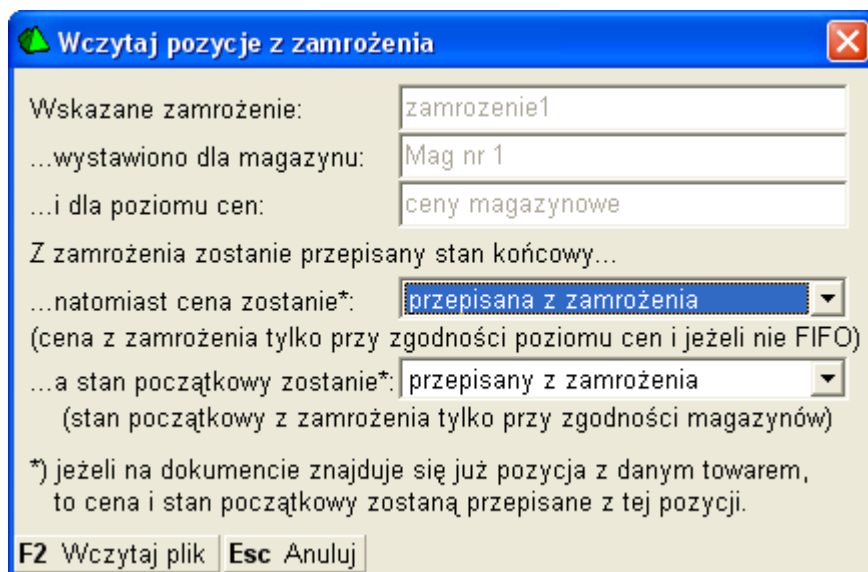 Wczytaj pozycje z zamrożenia
Wskazane zamrożenie: zamrozenie1
...wystawiono dla magazynu: Mag nr 1
...i dla poziomu cen: ceny magazynowe
Z zamrożenia zostanie przepisany stan końcowy...
...natomiast cena zostanie*: przepisana z zamrożenia
(cena z zamrożenia tylko przy zgodności poziomu cen i jeżeli nie FIFO)
...a stan początkowy zostanie*: przepisany z zamrożenia
(stan początkowy z zamrożenia tylko przy zgodności magazynów)
*) jeżeli na dokumencie znajduje się już pozycja z danym towarem,
to cena i stan początkowy zostaną przepisane z tej pozycji.
F2 Wczytaj plik Esc Anuluj